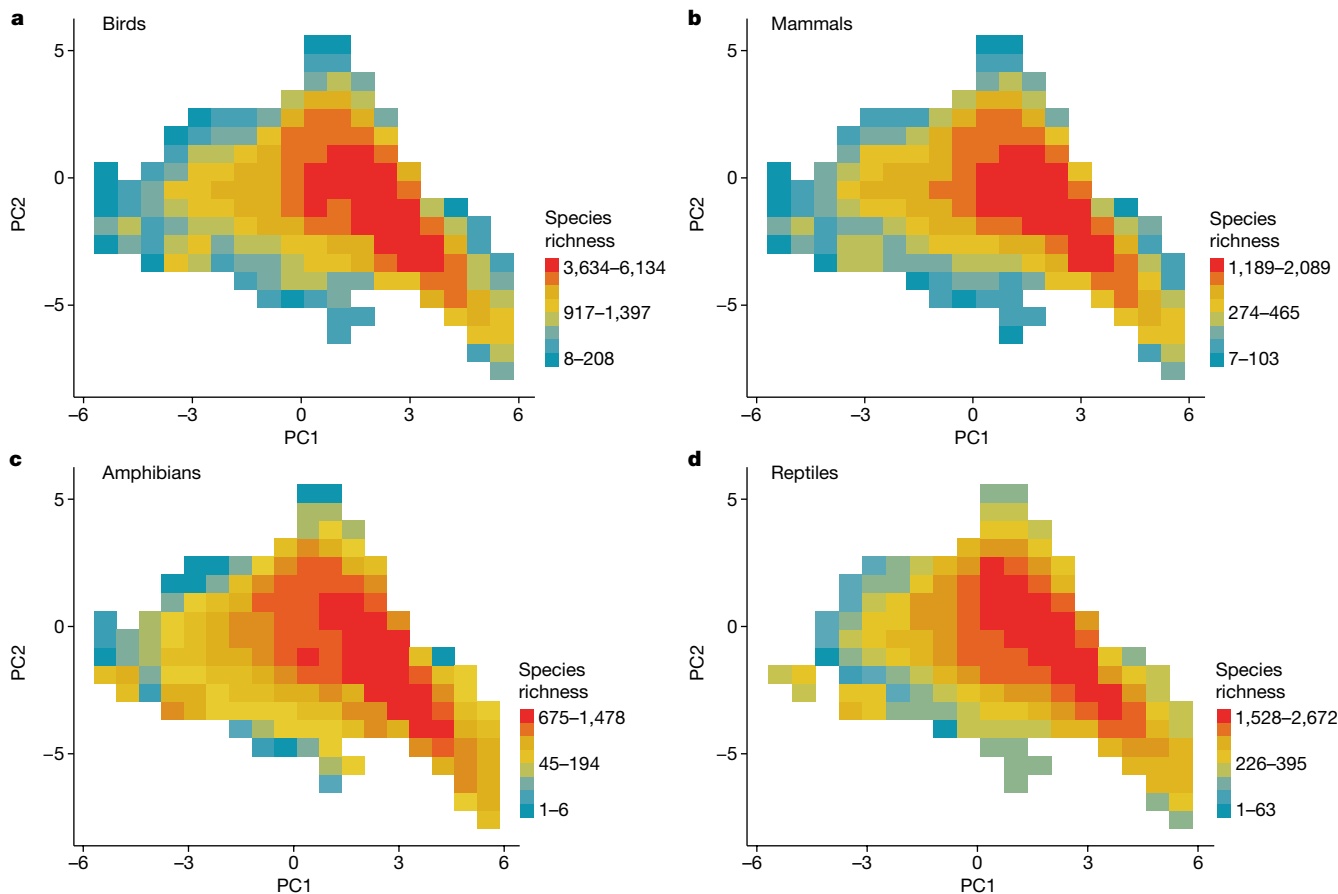 a
Birds
5
0
−5
PC2
−6
−3
0
3
6
PC1
Species
richness
3,634–6,134
917–1,397
8–208
b
Mammals
5
0
−5
PC2
−6
−3
0
3
6
PC1
Species
richness
1,189–2,089
274–465
7–103
c
Amphibians
5
0
−5
PC2
−6
−3
0
3
6
PC1
Species
richness
675–1,478
45–194
1–6
d
Reptiles
5
0
−5
PC2
−6
−3
0
3
6
PC1
Species
richness
1,528–2,672
226–395
1–63